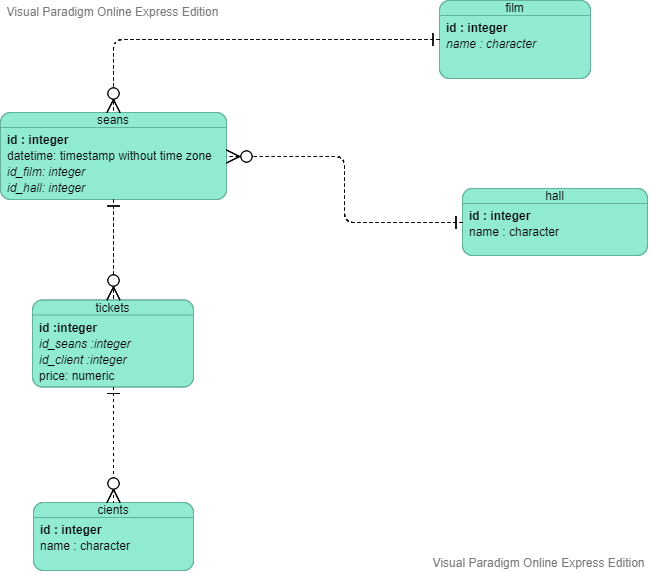 Visual Paradigm Online Express Edition
film
id : integer
name : character
seans
id : integer
datetime: timestamp without time zone
id_film: integer
id_hall: integer
hall
id : integer
name : character
tickets
id :integer
id_seans :integer
id_client :integer
price: numeric
cients
id : integer
name : character
Visual Paradigm Online Express Edition